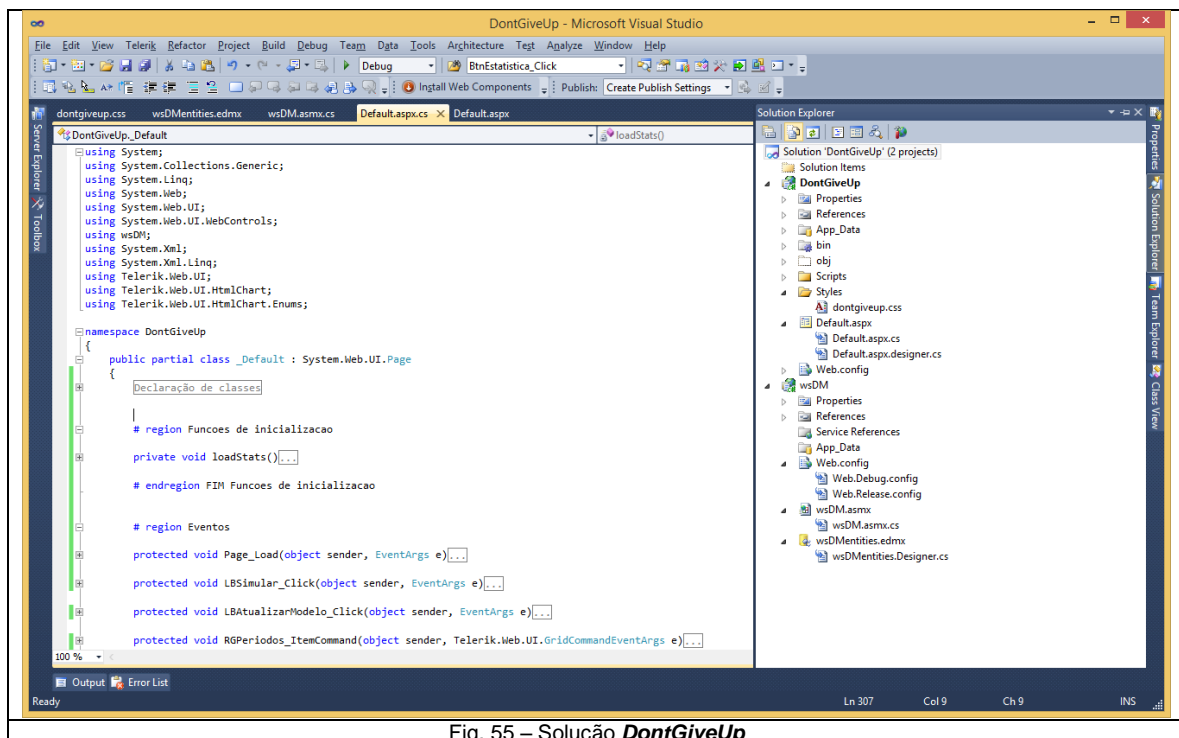 DontGiveUp - Microsoft Visual Studio
File Edit View Telerik Refactor Project Build Debug Team Data Tools Architecture Test Analyze Window Help
Debug BtnEstatistica_Click
Install Web Components Publish: Create Publish Settings
dontgiveup.css wsDMentities.edmx wsDM.asmx.cs Default.aspx.cs Default.aspx
DontGiveUp._Default loadStats()
using System;
using System.Collections.Generic;
using System.Linq;
using System.Web;
using System.Web.UI;
using System.Web.UI.WebControls;
using wsDM;
using System.Xml;
using System.Xml.Linq;
using Telerik.Web.UI;
using Telerik.Web.UI.HtmlChart;
using Telerik.Web.UI.HtmlChart.Enums;
namespace DontGiveUp
{
public partial class _Default : System.Web.UI.Page
{
Declaração de classes
# region Funcoes de inicializacao
private void loadStats()...
# endregion FIM Funcoes de inicializacao
# region Eventos
protected void Page_Load(object sender, EventArgs e)...
protected void LBSimular_Click(object sender, EventArgs e)...
protected void LBAtualizarModelo_Click(object sender, EventArgs e)...
protected void RGPeriodos_ItemCommand(object sender, Telerik.Web.UI.GridCommandEventArgs e)...
100 %
Server Explorer
Toolbox
Solution Explorer
Solution 'DontGiveUp' (2 projects)
Solution Items
DontGiveUp
Properties
References
App_Data
bin
obj
Scripts
Styles
dontgiveup.css
Default.aspx
Default.aspx.cs
Default.aspx.designer.cs
Web.config
wsDM
Properties
References
Service References
App_Data
Web.config
Web.Debug.config
Web.Release.config
wsDM.asmx
wsDM.asmx.cs
wsDMentities.edmx
wsDMentities.Designer.cs
Properties
Solution Explorer
Team Explorer
Class View
Output Error List
Ready Ln 307 Col 9 Ch 9 INS
Fig. 55 – Solução DontGiveUp